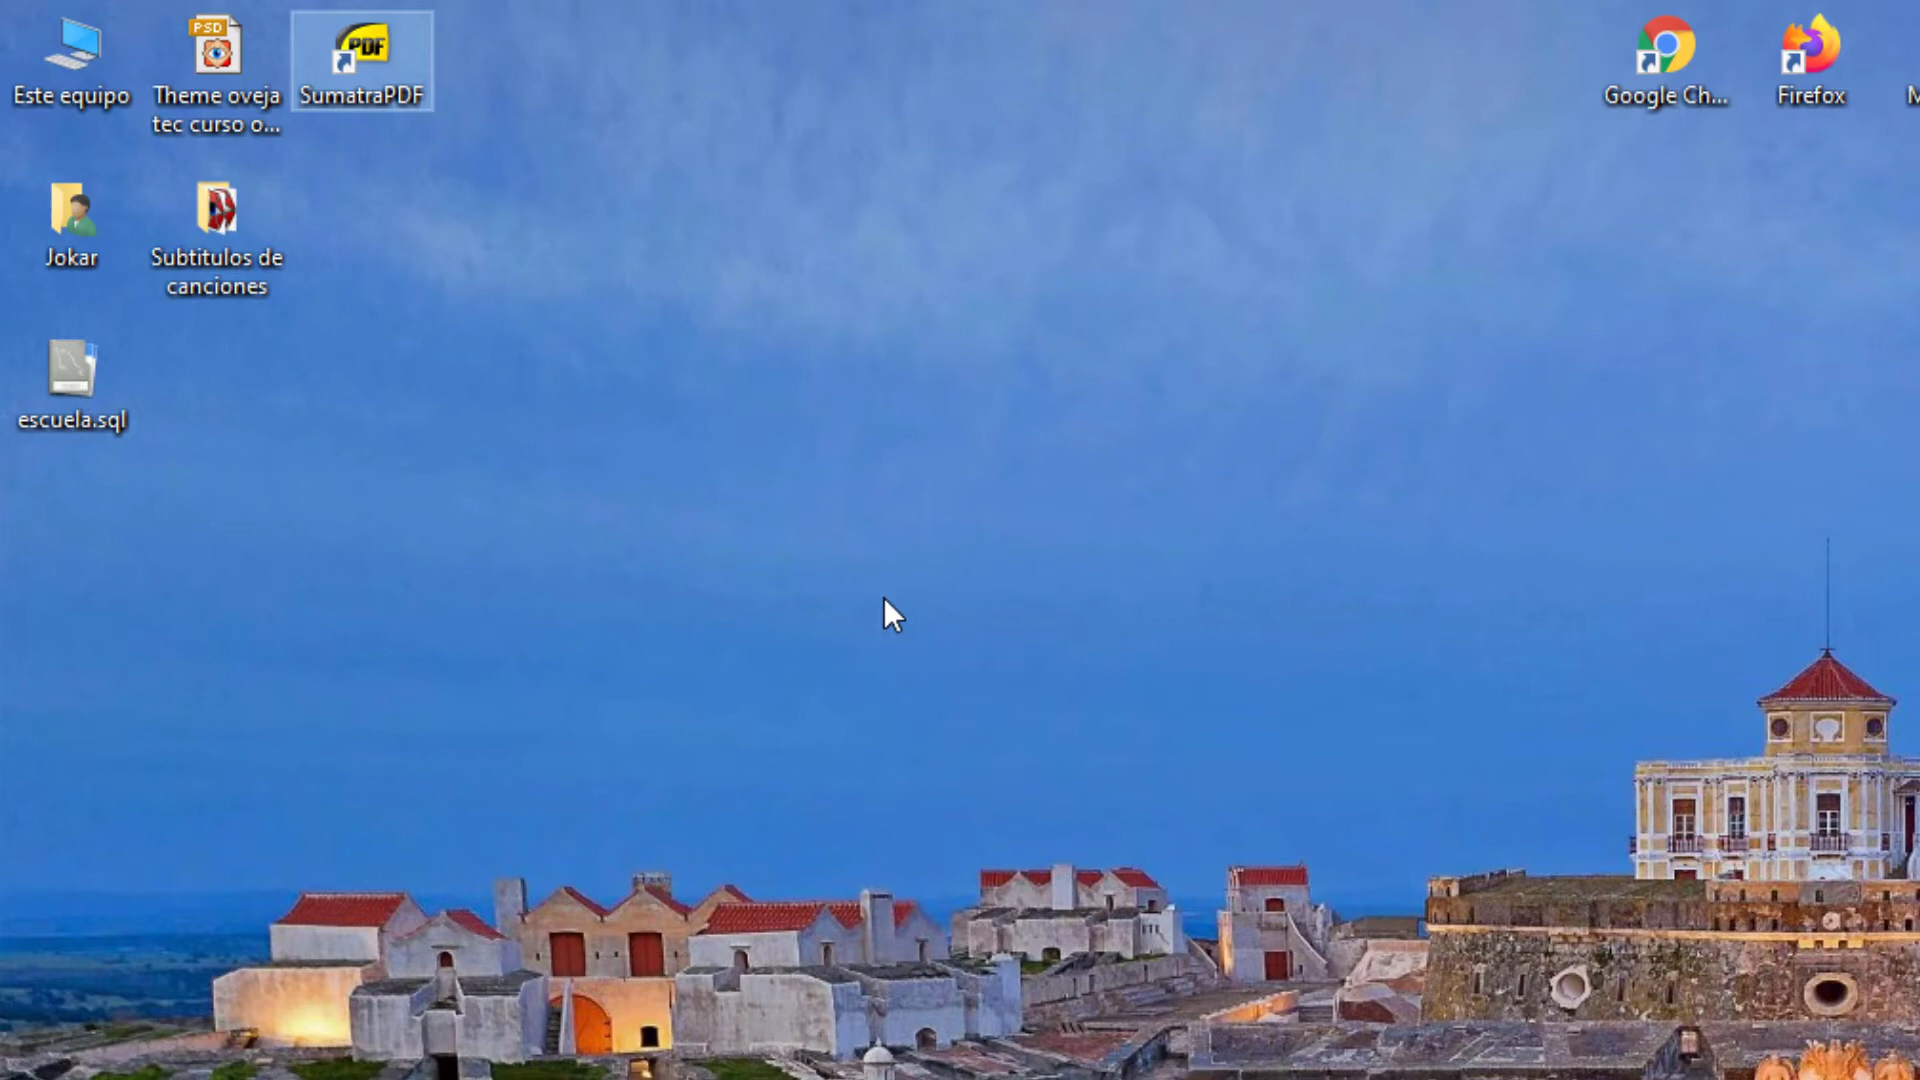 Este equipo
PSD
Theme oveja
tec curso o...
PDF
SumatraPDF
Google Ch...
Firefox
M
Jokar
Subtitulos de
canciones
escuela.sql